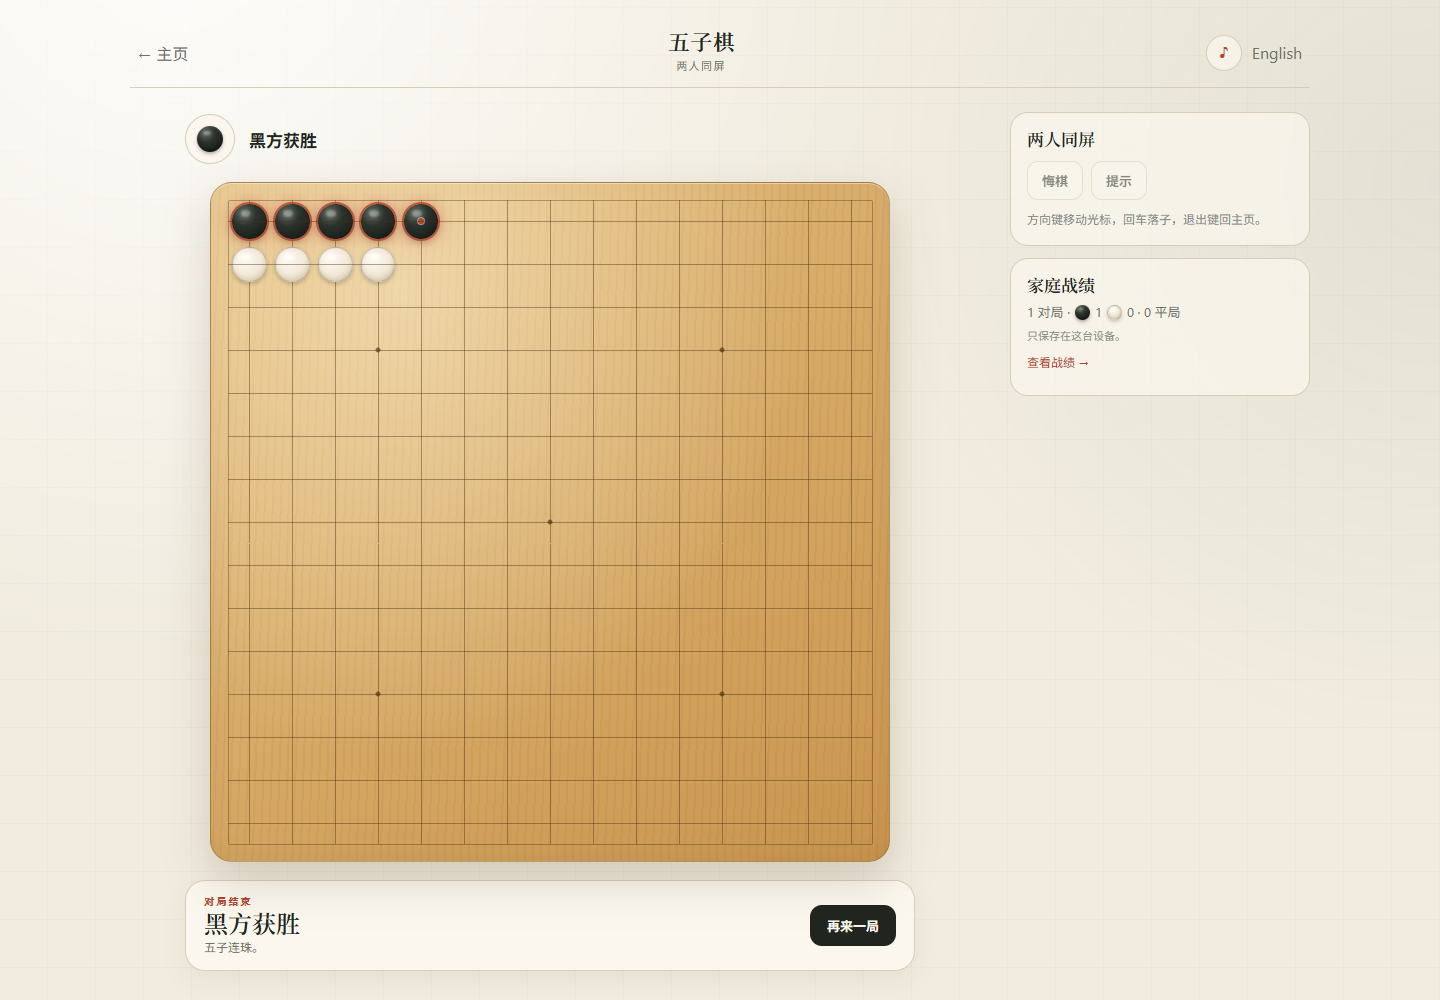 ← 主页
五子棋
两人同屏
English
黑方获胜
两人同屏
悔棋
提示
方向键移动光标，回车落子，退出键回主页。
家庭战绩
1 对局 · 1 0 · 0 平局
只保存在这台设备。
查看战绩 →
对局结束
黑方获胜
五子连珠。
再来一局